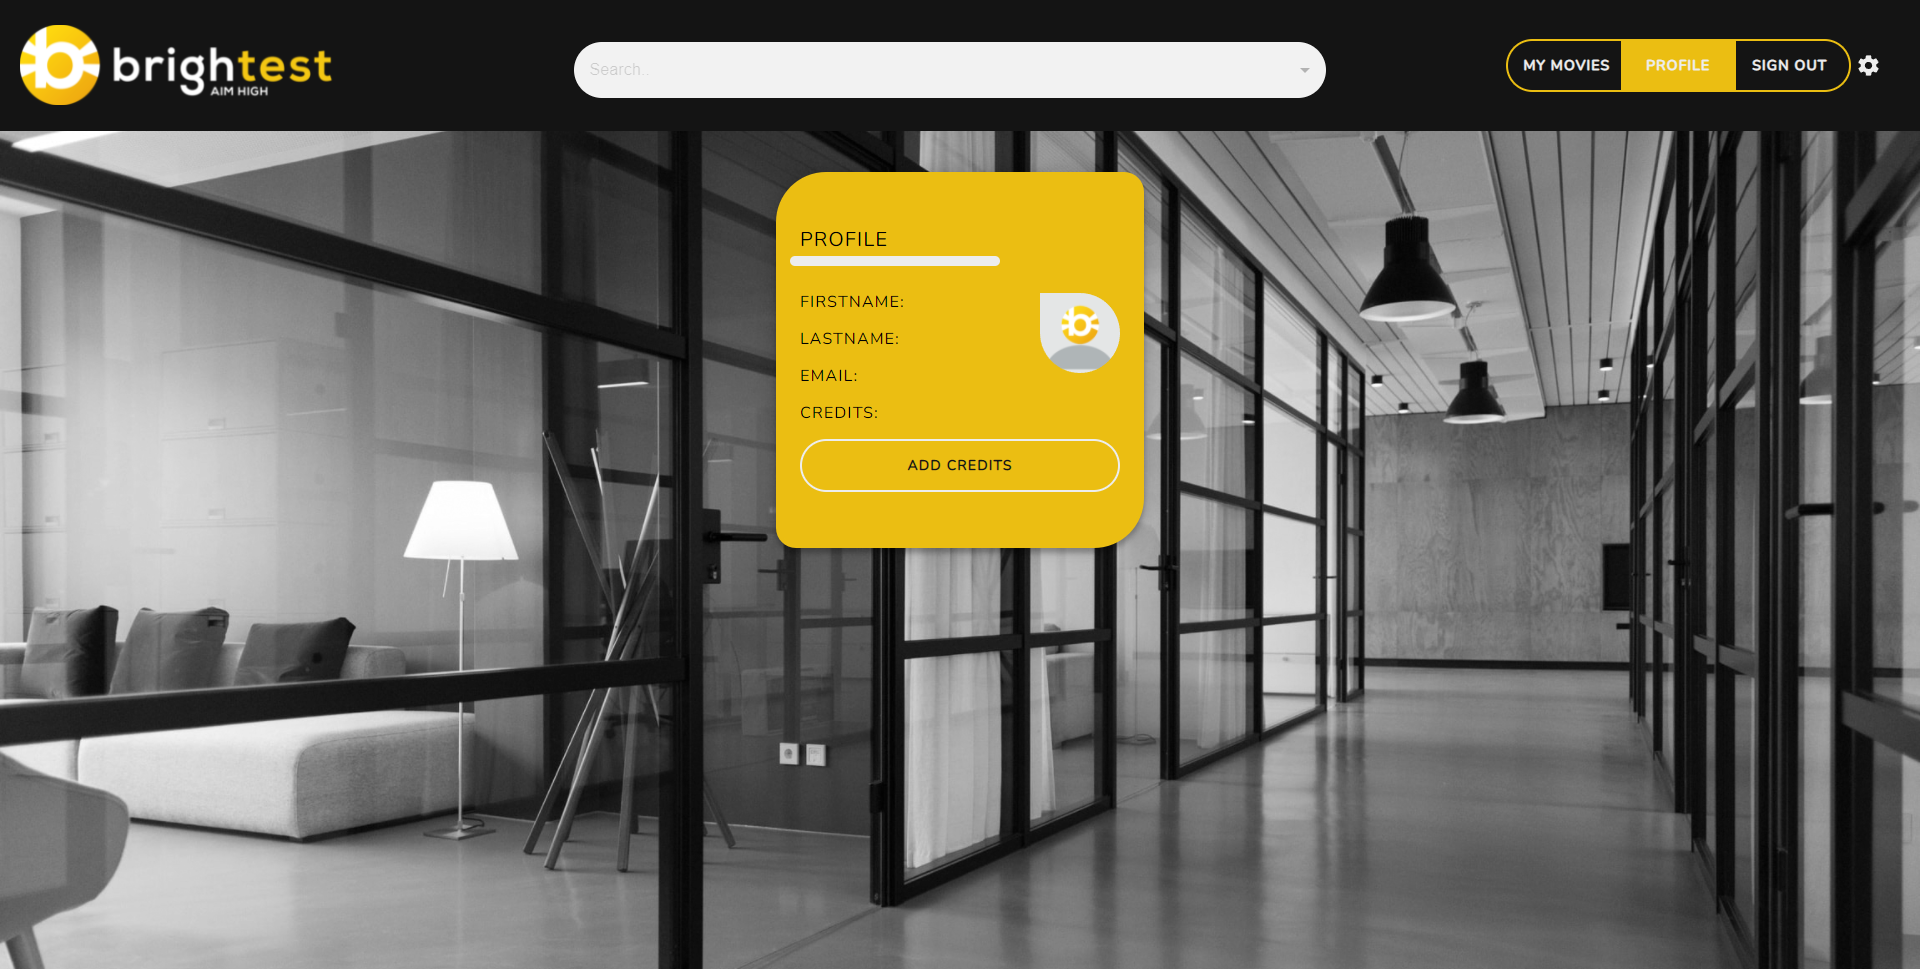 brightest
AIM HIGH
Search..
MY MOVIES
PROFILE
SIGN OUT
PROFILE
FIRSTNAME:
LASTNAME:
EMAIL:
CREDITS:
ADD CREDITS